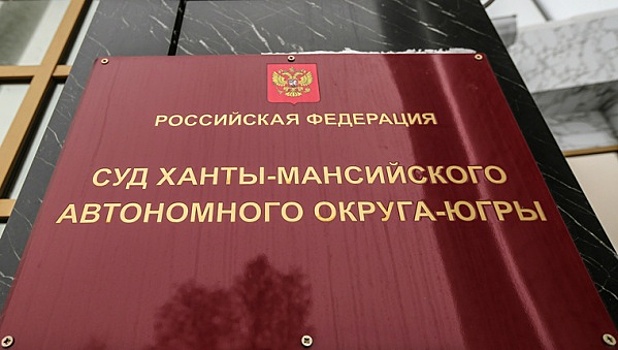 РОССИЙСКАЯ ФЕДЕРАЦИЯ
СУД ХАНТЫ-МАНСИЙСКОГО
АВТОНОМНОГО ОКРУГА-ЮГРЫ